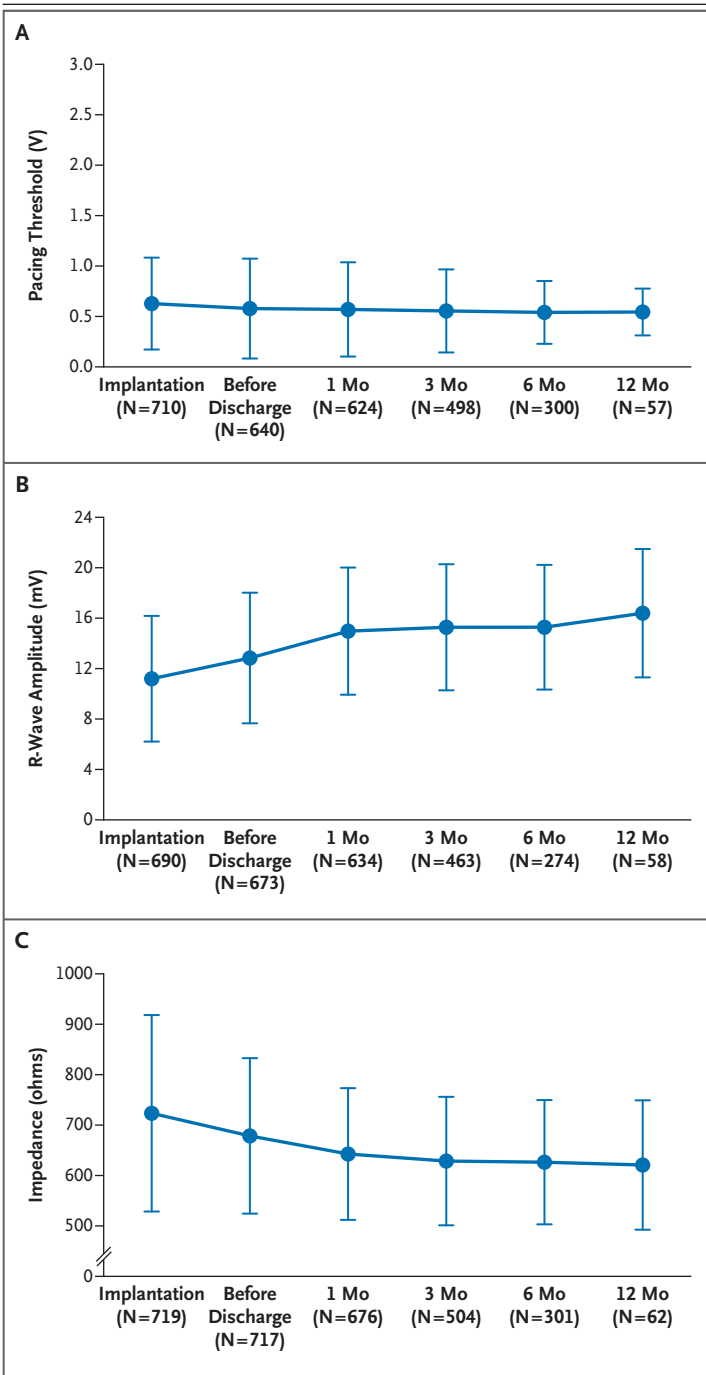 A
3.0
2.5
2.0
1.5
1.0
0.5
0.0
Pacing Threshold (V)
Implantation Before 1 Mo 3 Mo 6 Mo 12 Mo
(N=710) Discharge (N=624) (N=498) (N=300) (N=57)
(N=640)
B
24
20
16
12
8
4
0
R-Wave Amplitude (mV)
Implantation Before 1 Mo 3 Mo 6 Mo 12 Mo
(N=690) Discharge (N=634) (N=463) (N=274) (N=58)
(N=673)
C
1000
900
800
700
600
500
0
Impedance (ohms)
Implantation Before 1 Mo 3 Mo 6 Mo 12 Mo
(N=719) Discharge (N=676) (N=504) (N=301) (N=62)
(N=717)